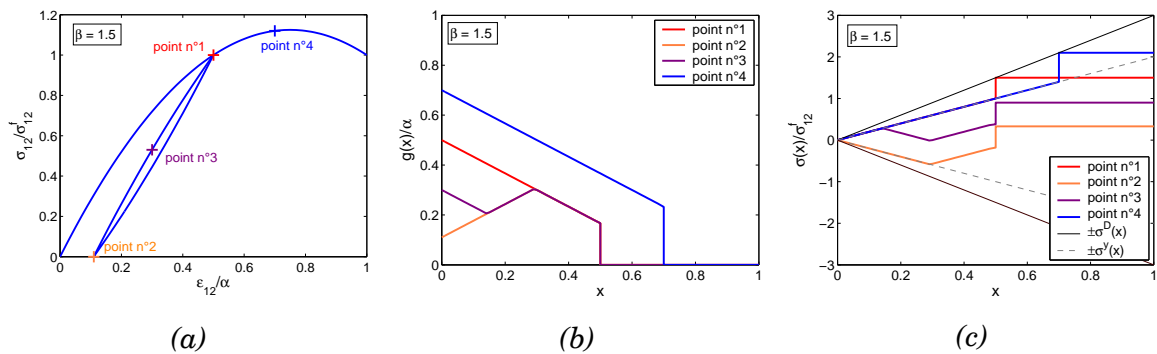 β = 1.5
point n°1
point n°4
point n°3
point n°2
1.2
1
0.8
0.6
0.4
0.2
0
0 0.2 0.4 0.6 0.8 1
σ₁₂/σ₁₂ᶠ
ε₁₂/α
(a)
β = 1.5
point n°1
point n°2
point n°3
point n°4
1
0.8
0.6
0.4
0.2
0
0 0.2 0.4 0.6 0.8 1
g(x)/α
x
(b)
β = 1.5
3
2
1
0
−1
−2
−3
0 0.2 0.4 0.6 0.8 1
σ(x)/σ₁₂ᶠ
x
point n°1
point n°2
point n°3
point n°4
±σᴰ(x)
±σʸ(x)
(c)